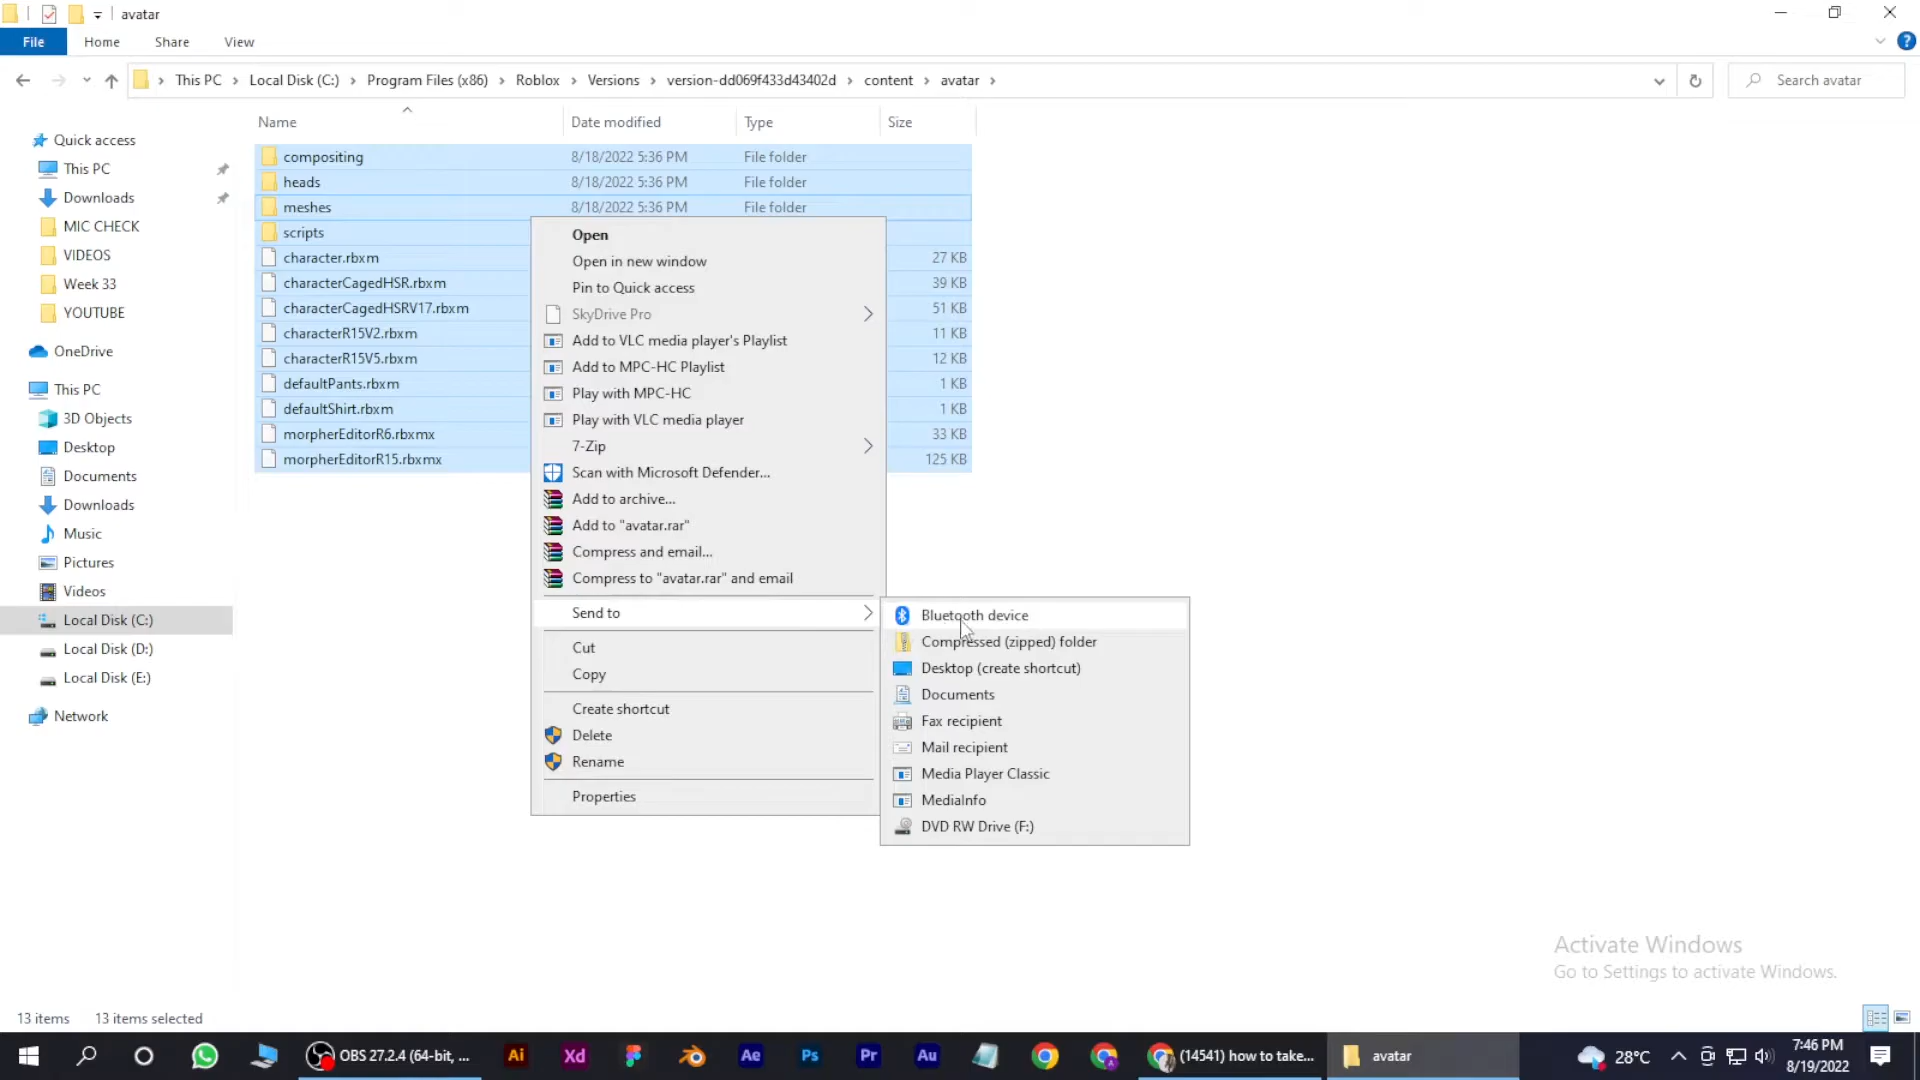 avatar
File Home Share View
This PC Local Disk (C:) Program Files (x86) Roblox Versions version-dd069f433d43402d content avatar
Search avatar
Name Date modified Type Size
Quick access
This PC
Downloads
MIC CHECK
VIDEOS
Week 33
YOUTUBE
OneDrive
This PC
3D Objects
Desktop
Documents
Downloads
Music
Pictures
Videos
Local Disk (C:)
Local Disk (D:)
Local Disk (E:)
Network
compositing 8/18/2022 5:36 PM File folder
heads 8/18/2022 5:36 PM File folder
meshes 8/18/2022 5:36 PM File folder
scripts
character.rbxm 27 KB
characterCagedHSR.rbxm 39 KB
characterCagedHSRV17.rbxm 51 KB
characterR15V2.rbxm 11 KB
characterR15V5.rbxm 12 KB
defaultPants.rbxm 1 KB
defaultShirt.rbxm 1 KB
morpherEditorR6.rbxmx 33 KB
morpherEditorR15.rbxmx 125 KB
Open
Open in new window
Pin to Quick access
SkyDrive Pro
Add to VLC media player's Playlist
Add to MPC-HC Playlist
Play with MPC-HC
Play with VLC media player
7-Zip
Scan with Microsoft Defender...
Add to archive...
Add to "avatar.rar"
Compress and email...
Compress to "avatar.rar" and email
Send to
Cut
Copy
Create shortcut
Delete
Rename
Properties
Bluetooth device
Compressed (zipped) folder
Desktop (create shortcut)
Documents
Fax recipient
Mail recipient
Media Player Classic
MediaInfo
DVD RW Drive (F:)
Activate Windows
Go to Settings to activate Windows.
13 items 13 items selected
OBS 27.2.4 (64-bit, ...
Ai Xd Ae Ps Pr Au
(14541) how to take...
avatar
28°C
7:46 PM
8/19/2022